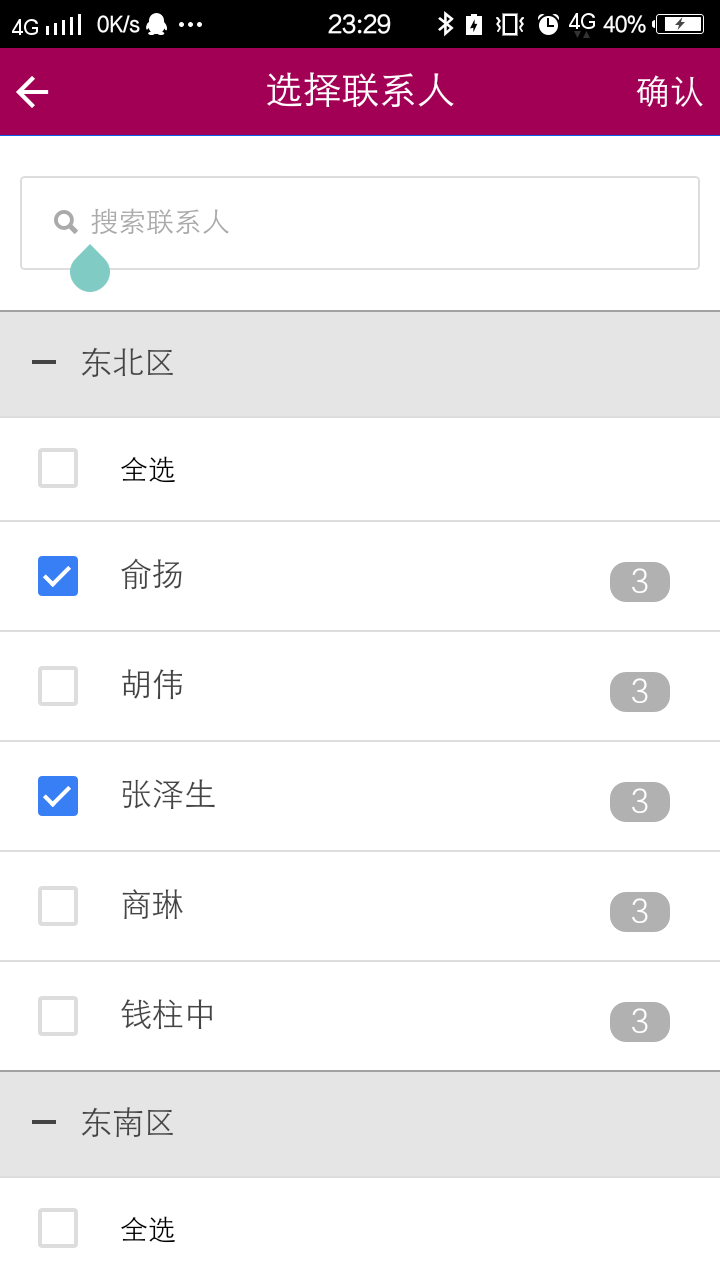 4G 0K/s 23:29 4G 40%
选择联系人 确认
搜索联系人
东北区
全选
俞扬 3
胡伟 3
张泽生 3
商琳 3
钱柱中 3
东南区
全选